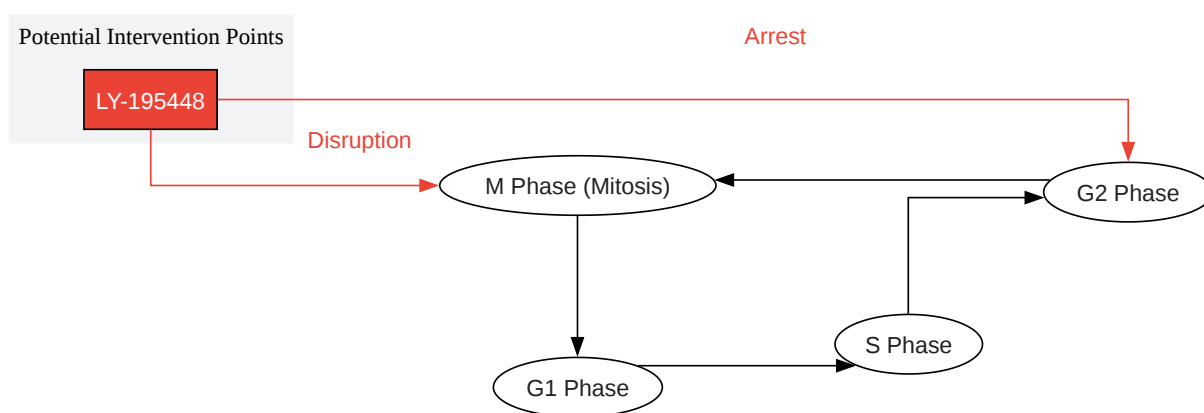 Potential Intervention Points
Arrest
LY-195448
Disruption
M Phase (Mitosis)
G2 Phase
S Phase
G1 Phase